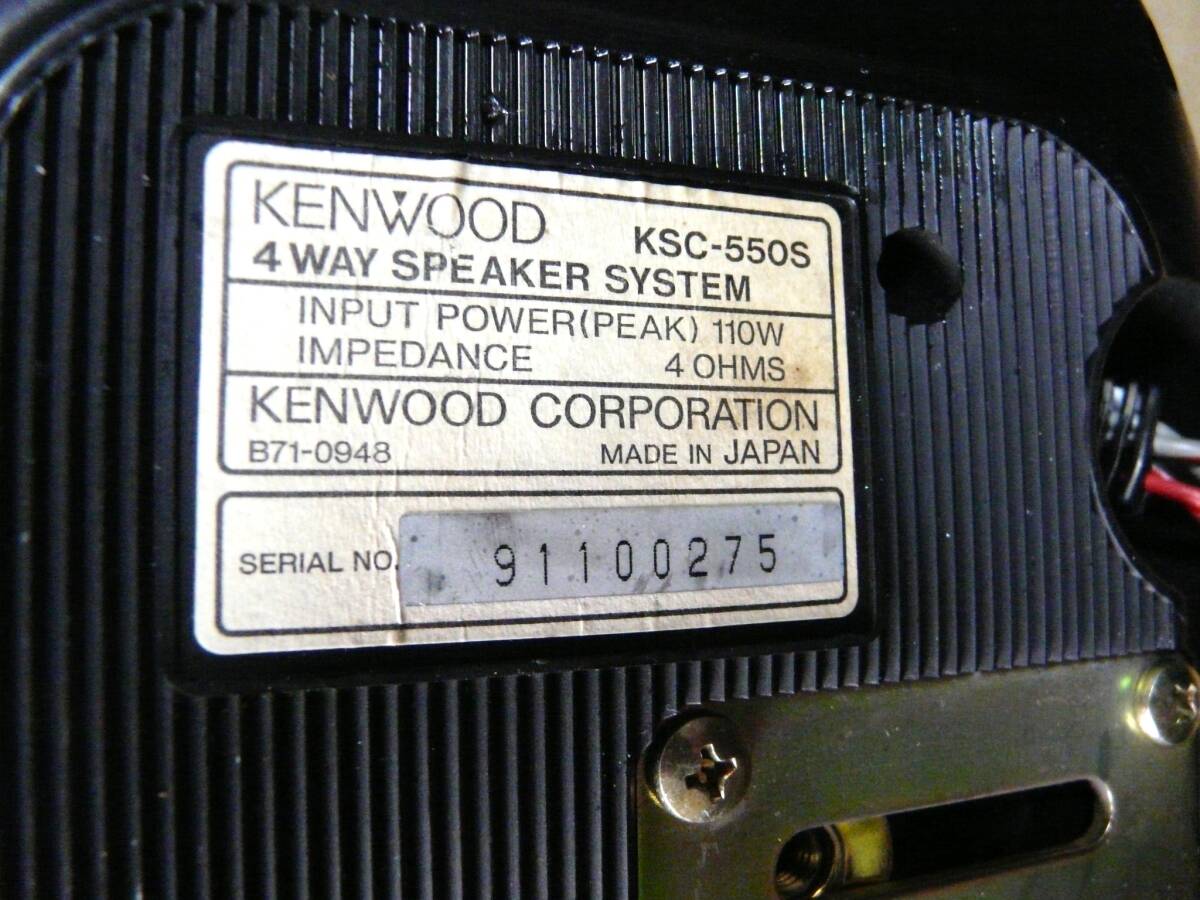 KENWOOD KSC-550S
4 WAY SPEAKER SYSTEM
INPUT POWER(PEAK) 110W
IMPEDANCE 4 OHMS
KENWOOD CORPORATION
B71-0948 MADE IN JAPAN
SERIAL NO. 91100275